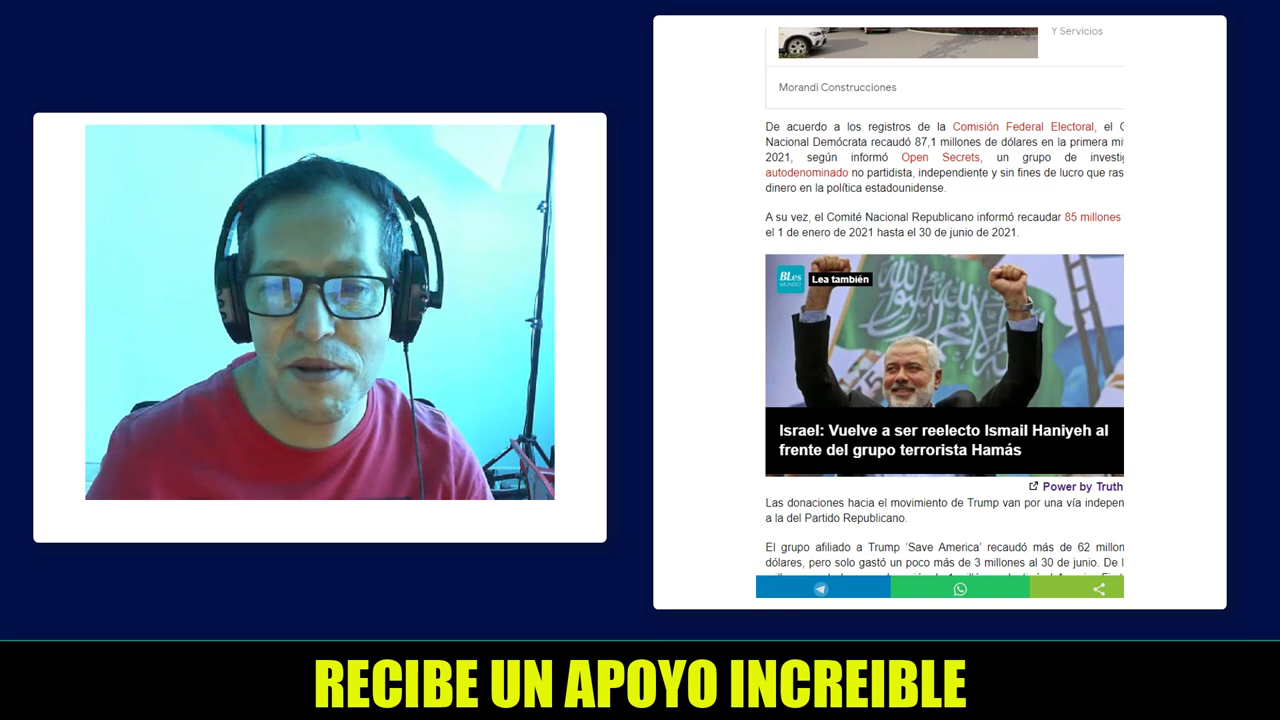 Y Servicios
Morandi Construcciones
De acuerdo a los registros de la Comisión Federal Electoral, el
Nacional Demócrata recaudó 87,1 millones de dólares en la primera
2021, según informó Open Secrets, un grupo de
autodenominado no partidista, independiente y sin fines de lucro que
dinero en la política estadounidense.
A su vez, el Comité Nacional Republicano informó recaudar 85 millones
el 1 de enero de 2021 hasta el 30 de junio de 2021.
BLes
MUNDO
Lea también
Israel: Vuelve a ser reelecto Ismail Haniyeh al
frente del grupo terrorista Hamás
Power by Truth
Las donaciones hacia el movimiento de Trump van por una vía
a la del Partido Republicano.
El grupo afiliado a Trump ‘Save America’ recaudó más de 62
dólares, pero solo gastó un poco más de 3 millones al 30 de junio. De
RECIBE UN APOYO INCREIBLE